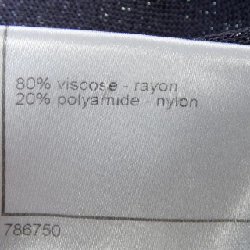 80% viscose - rayon
20% polyamide - nylon
786750